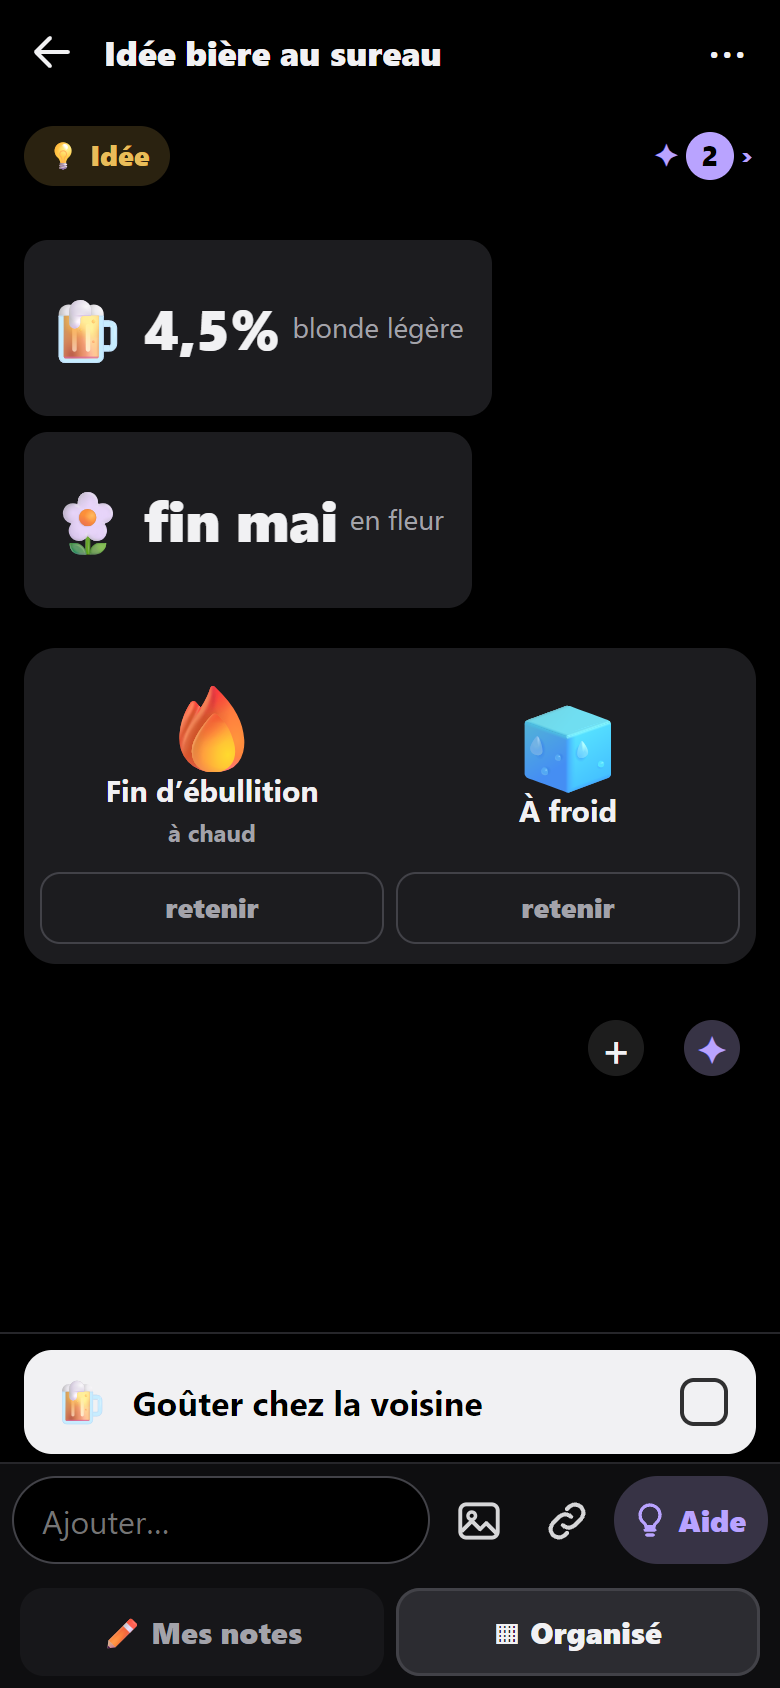 Idée bière au sureau
Idée
2
4,5% blonde légère
fin mai en fleur
Fin d’ébullition
à chaud
À froid
retenir
retenir
Goûter chez la voisine
Ajouter...
Aide
Mes notes
Organisé